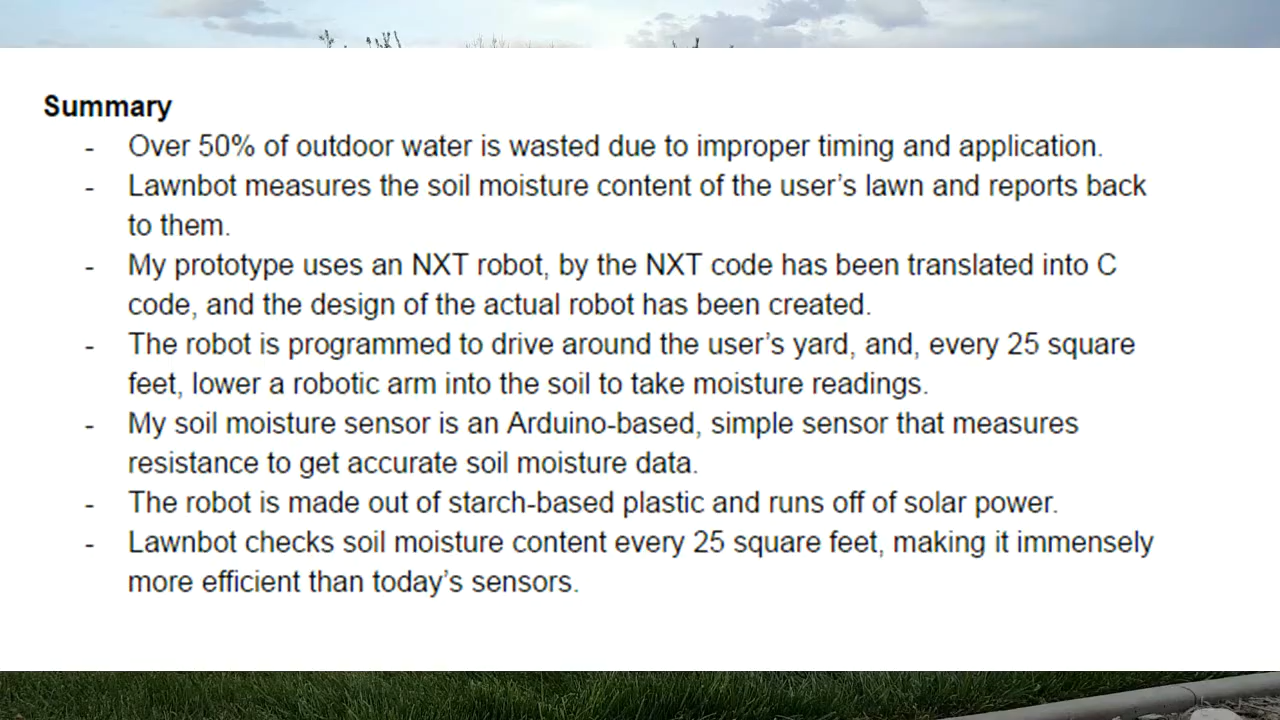 Summary
- Over 50% of outdoor water is wasted due to improper timing and application.
- Lawnbot measures the soil moisture content of the user's lawn and reports back
to them.
- My prototype uses an NXT robot, by the NXT code has been translated into C
code, and the design of the actual robot has been created.
- The robot is programmed to drive around the user's yard, and, every 25 square
feet, lower a robotic arm into the soil to take moisture readings.
- My soil moisture sensor is an Arduino-based, simple sensor that measures
resistance to get accurate soil moisture data.
- The robot is made out of starch-based plastic and runs off of solar power.
- Lawnbot checks soil moisture content every 25 square feet, making it immensely
more efficient than today's sensors.